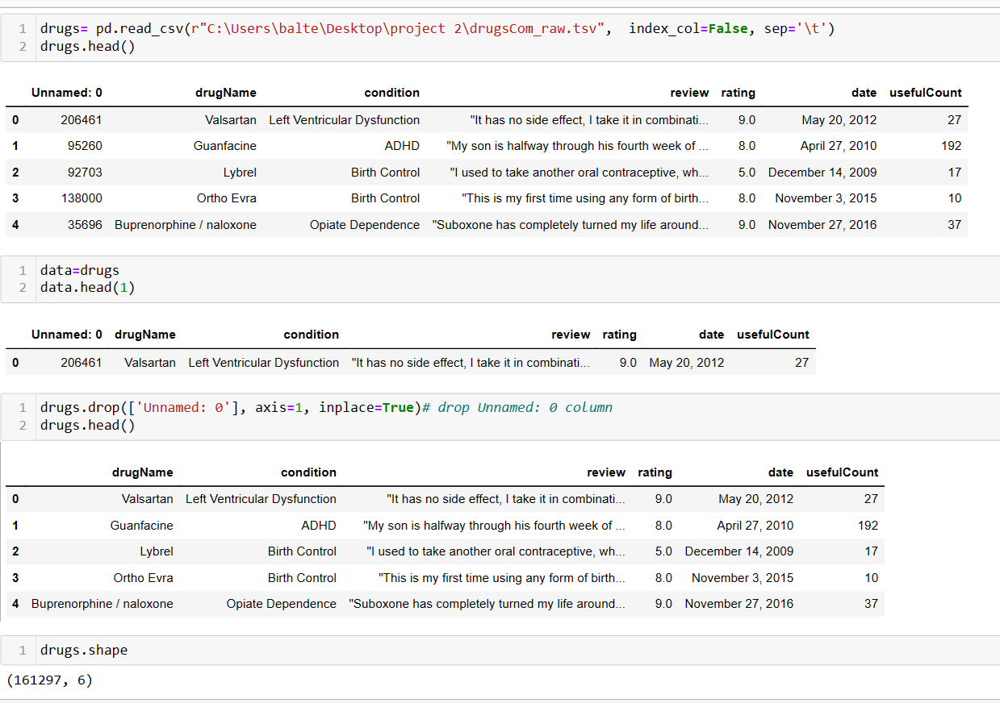 1 drugs= pd.read_csv(r"C:\Users\balte\Desktop\project 2\drugsCom_raw.tsv",  index_col=False, sep='\t')
2 drugs.head()
Unnamed: 0 drugName condition review rating date usefulCount
0 206461 Valsartan Left Ventricular Dysfunction "It has no side effect, I take it in combinati... 9.0 May 20, 2012 27
1 95260 Guanfacine ADHD "My son is halfway through his fourth week of ... 8.0 April 27, 2010 192
2 92703 Lybrel Birth Control "I used to take another oral contraceptive, wh... 5.0 December 14, 2009 17
3 138000 Ortho Evra Birth Control "This is my first time using any form of birth... 8.0 November 3, 2015 10
4 35696 Buprenorphine / naloxone Opiate Dependence "Suboxone has completely turned my life around... 9.0 November 27, 2016 37
1 data=drugs
2 data.head(1)
Unnamed: 0 drugName condition review rating date usefulCount
0 206461 Valsartan Left Ventricular Dysfunction "It has no side effect, I take it in combinati... 9.0 May 20, 2012 27
1 drugs.drop(['Unnamed: 0'], axis=1, inplace=True)# drop Unnamed: 0 column
2 drugs.head()
drugName condition review rating date usefulCount
0 Valsartan Left Ventricular Dysfunction "It has no side effect, I take it in combinati... 9.0 May 20, 2012 27
1 Guanfacine ADHD "My son is halfway through his fourth week of ... 8.0 April 27, 2010 192
2 Lybrel Birth Control "I used to take another oral contraceptive, wh... 5.0 December 14, 2009 17
3 Ortho Evra Birth Control "This is my first time using any form of birth... 8.0 November 3, 2015 10
4 Buprenorphine / naloxone Opiate Dependence "Suboxone has completely turned my life around... 9.0 November 27, 2016 37
1 drugs.shape
(161297, 6)